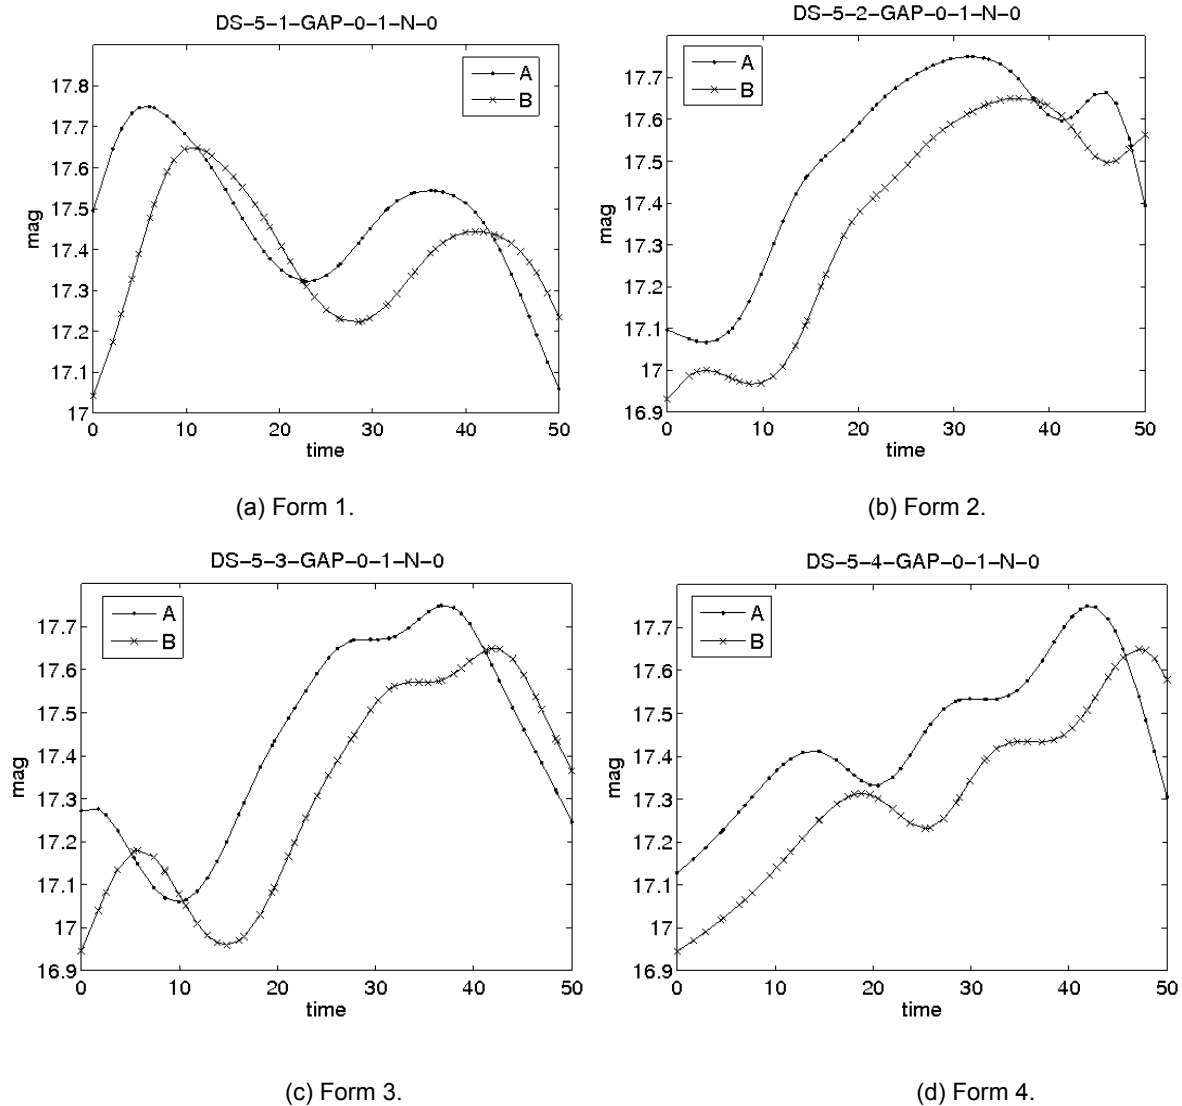 DS-5-1-GAP-0-1-N-0
mag
17.8
17.7
17.6
17.5
17.4
17.3
17.2
17.1
17
A
B
0 10 20 30 40 50
time
(a) Form 1.
DS-5-2-GAP-0-1-N-0
mag
17.7
17.6
17.5
17.4
17.3
17.2
17.1
17
16.9
A
B
0 10 20 30 40 50
time
(b) Form 2.
DS-5-3-GAP-0-1-N-0
mag
17.7
17.6
17.5
17.4
17.3
17.2
17.1
17
16.9
A
B
0 10 20 30 40 50
time
(c) Form 3.
DS-5-4-GAP-0-1-N-0
mag
17.7
17.6
17.5
17.4
17.3
17.2
17.1
17
16.9
A
B
0 10 20 30 40 50
time
(d) Form 4.